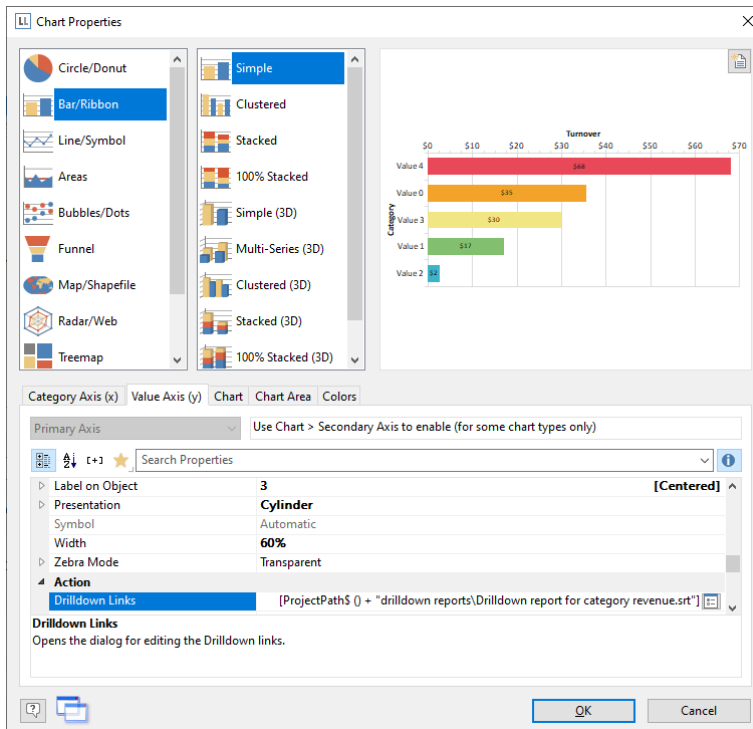 LL Chart Properties
Circle/Donut
Bar/Ribbon
Line/Symbol
Areas
Bubbles/Dots
Funnel
Map/Shapefile
Radar/Web
Treemap
Simple
Clustered
Stacked
100% Stacked
Simple (3D)
Multi-Series (3D)
Clustered (3D)
Stacked (3D)
100% Stacked (3D)
Turnover
$0 $10 $20 $30 $40 $50 $60 $70
Category
Value 4 $68
Value 0 $35
Value 3 $30
Value 1 $17
Value 2 $2
Category Axis (x) Value Axis (y) Chart Chart Area Colors
Primary Axis Use Chart > Secondary Axis to enable (for some chart types only)
Search Properties
Label on Object 3 [Centered]
Presentation Cylinder
Symbol Automatic
Width 60%
Zebra Mode Transparent
Action
Drilldown Links [ProjectPath$ () + "drilldown reports\Drilldown report for category revenue.srt"]
Drilldown Links
Opens the dialog for editing the Drilldown links.
OK Cancel